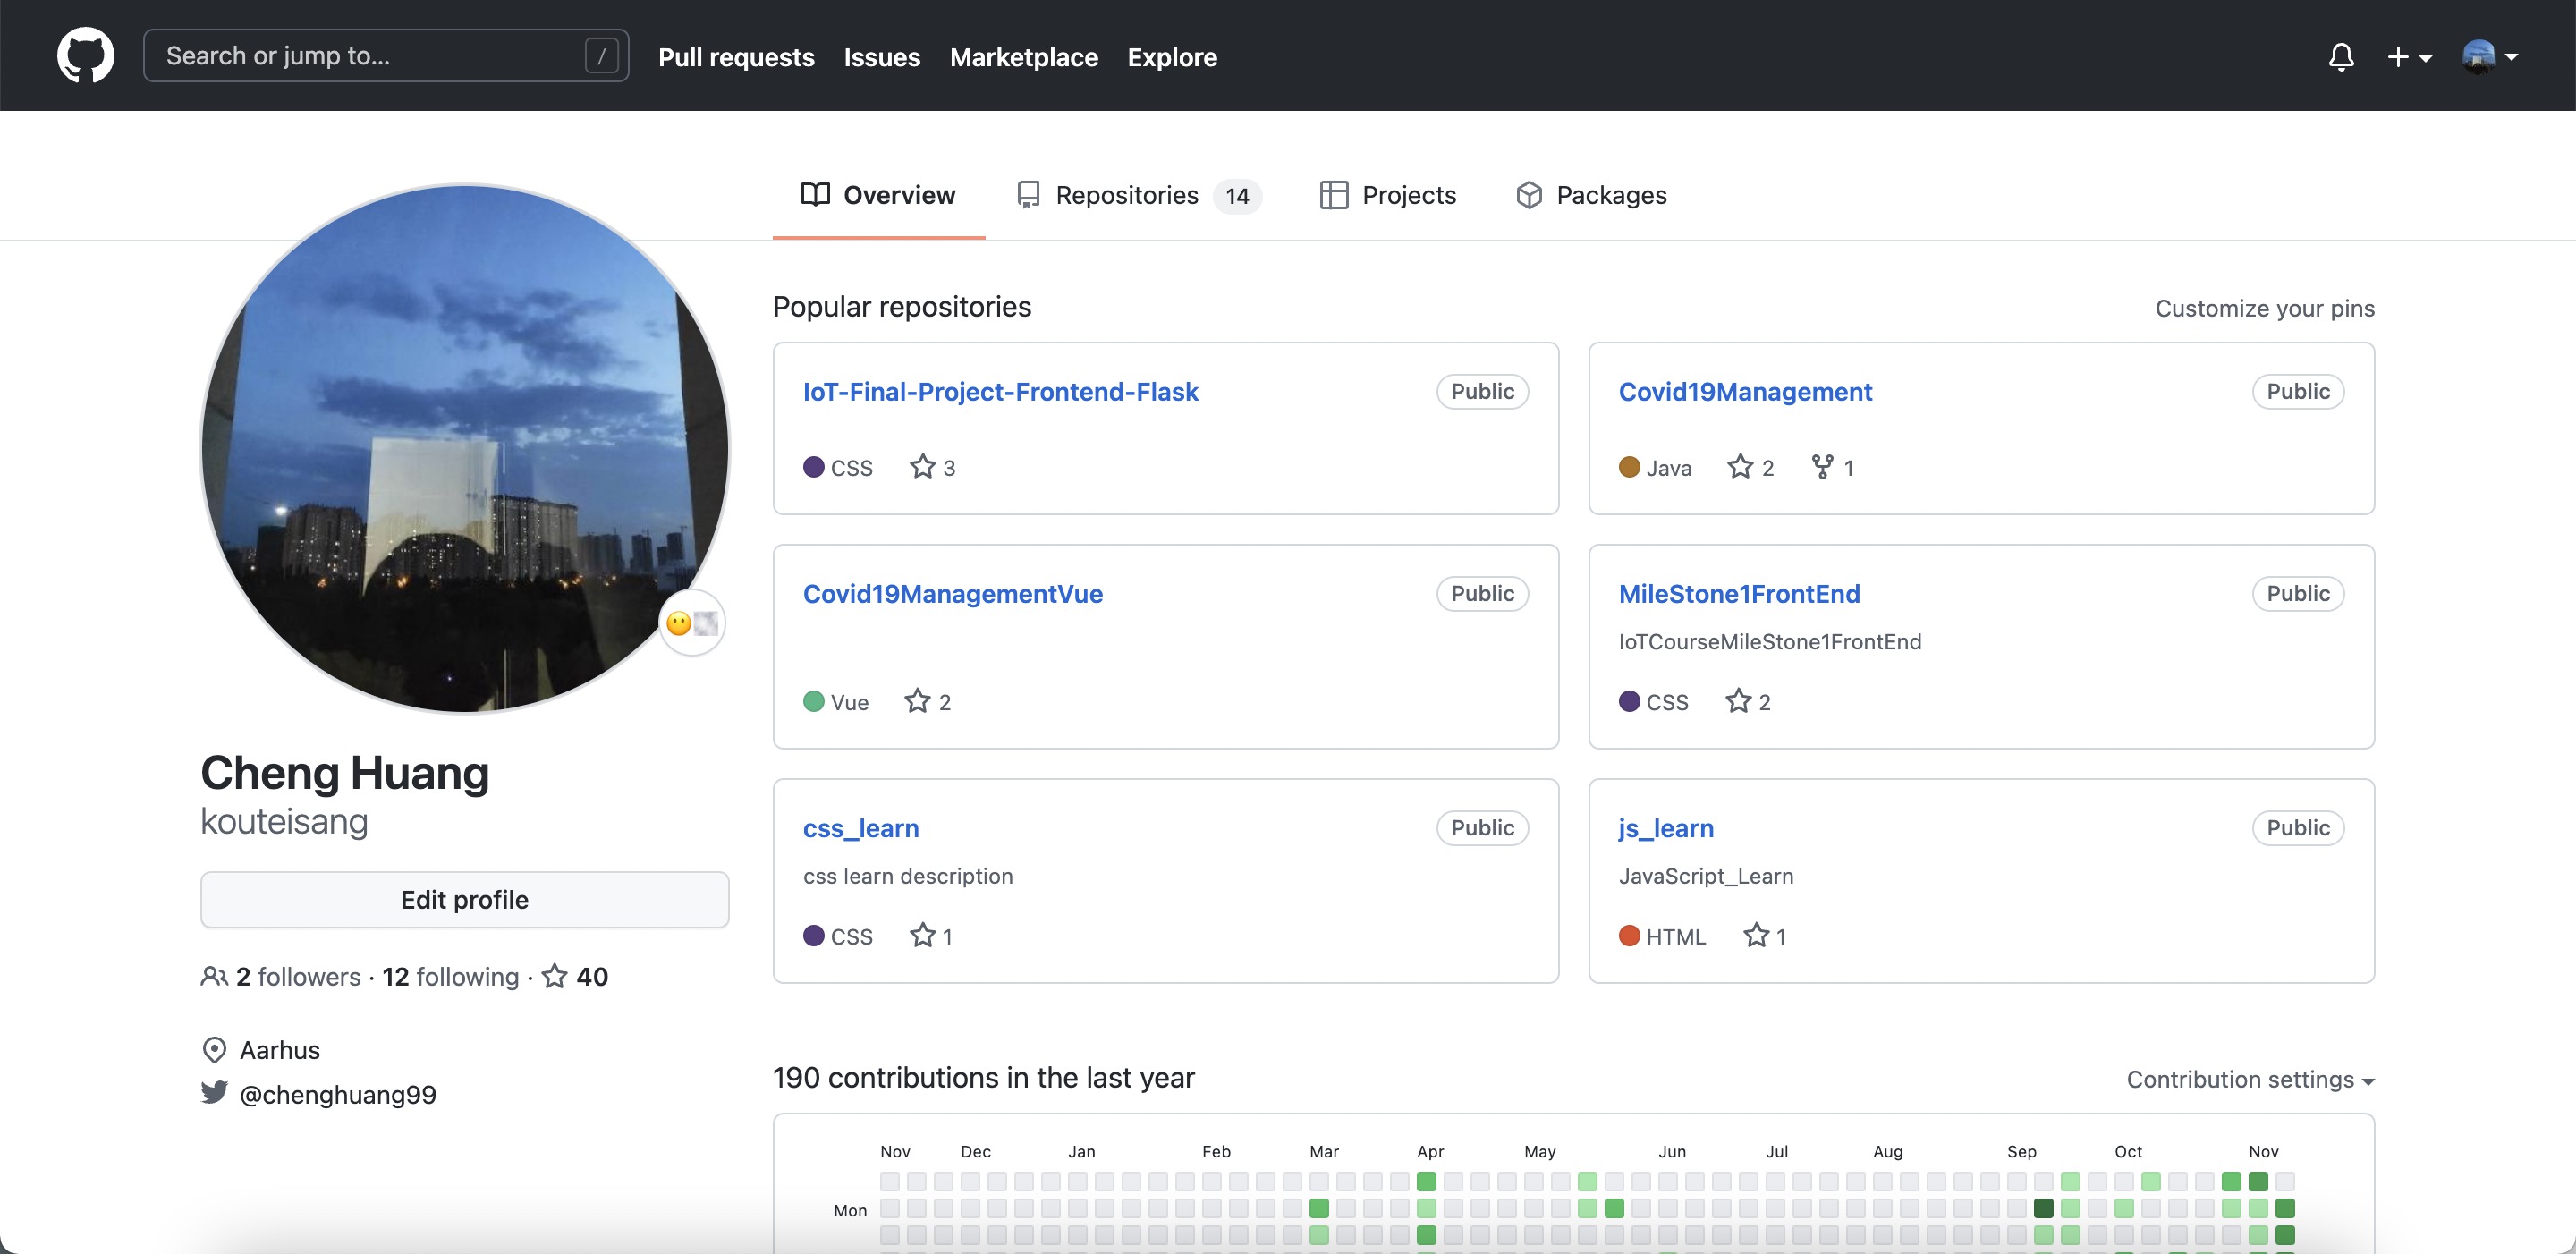 Search or jump to... /
Pull requests Issues Marketplace Explore
Overview Repositories 14 Projects Packages
Popular repositories Customize your pins
IoT-Final-Project-Frontend-Flask Public
CSS 3
Covid19Management Public
Java 2 1
Covid19ManagementVue Public
Vue 2
MileStone1FrontEnd Public
IoTCourseMileStone1FrontEnd
CSS 2
css_learn Public
css learn description
CSS 1
js_learn Public
JavaScript_Learn
HTML 1
Cheng Huang
kouteisang
Edit profile
2 followers · 12 following · 40
Aarhus
@chenghuang99
190 contributions in the last year Contribution settings
Nov Dec Jan Feb Mar Apr May Jun Jul Aug Sep Oct Nov
Mon